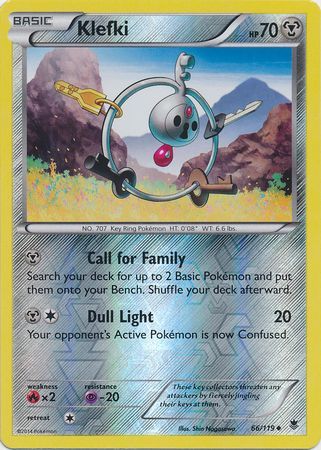 BASIC
Klefki
HP 70
NO. 707 Key Ring Pokémon HT: 0'08" WT: 6.6 lbs.
Call for Family
Search your deck for up to 2 Basic Pokémon and put
them onto your Bench. Shuffle your deck afterward.
Dull Light 20
Your opponent's Active Pokémon is now Confused.
weakness resistance
×2 -20
retreat
These key collectors threaten any
attackers by fiercely jingling
their keys at them.
©2014 Pokémon
Illus. Shin Nagasawa
66/119